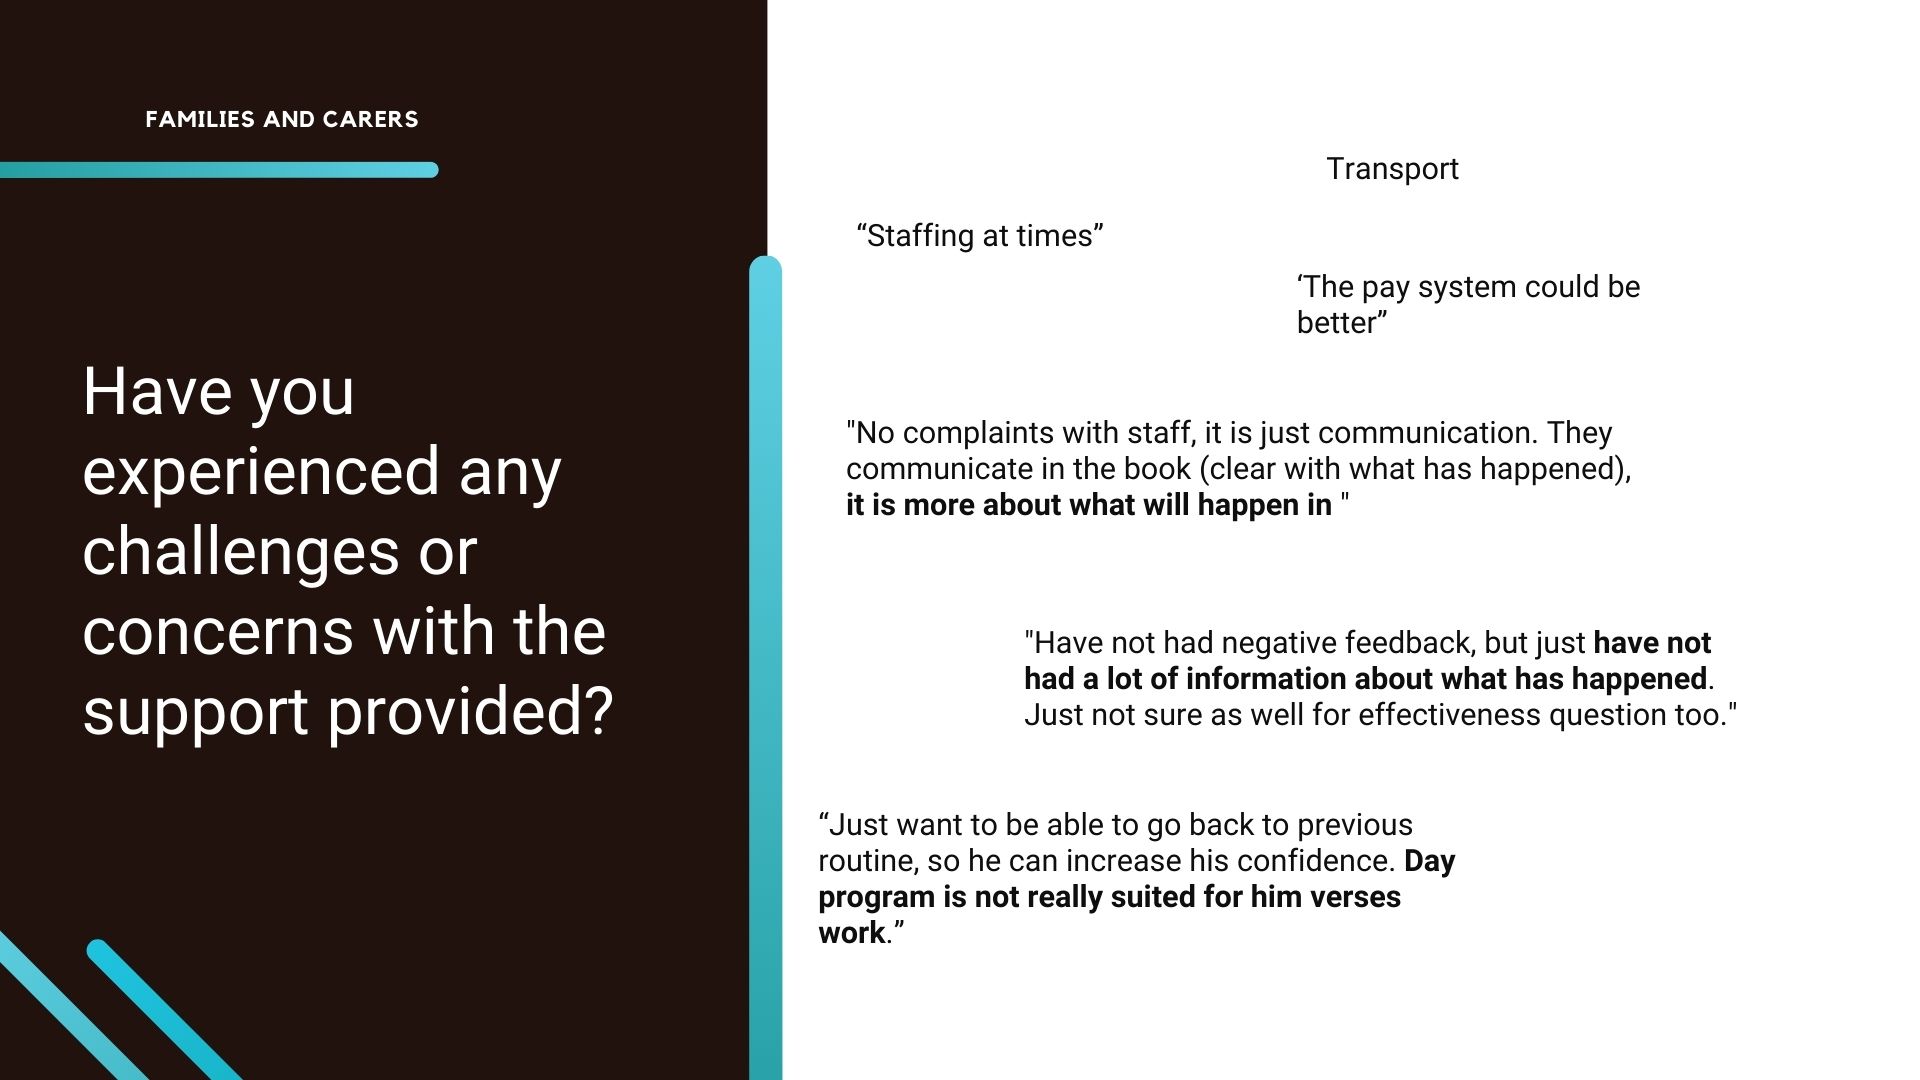 FAMILIES AND CARERS
Have you
experienced any
challenges or
concerns with the
support provided?
Transport
“Staffing at times”
‘The pay system could be
better”
"No complaints with staff, it is just communication. They
communicate in the book (clear with what has happened),
it is more about what will happen in "
"Have not had negative feedback, but just have not
had a lot of information about what has happened.
Just not sure as well for effectiveness question too."
“Just want to be able to go back to previous
routine, so he can increase his confidence. Day
program is not really suited for him verses
work.”